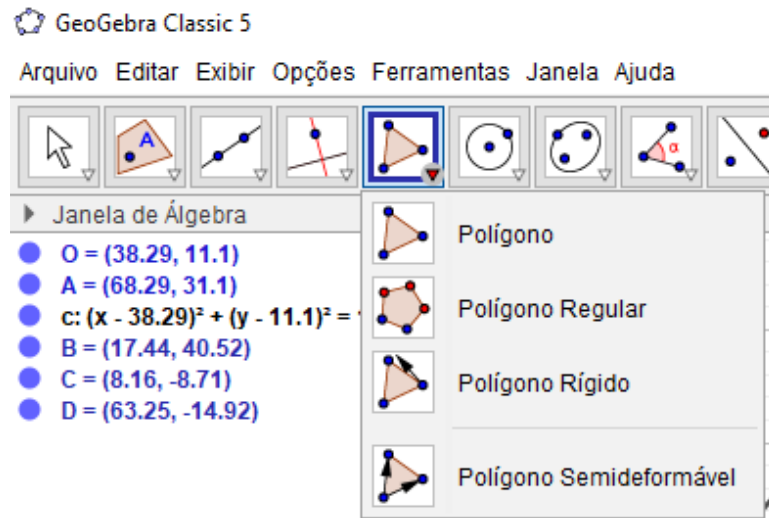 GeoGebra Classic 5
Arquivo Editar Exibir Opções Ferramentas Janela Ajuda
A
α
Janela de Álgebra
O = (38.29, 11.1)
A = (68.29, 31.1)
c: (x - 38.29)² + (y - 11.1)² =
B = (17.44, 40.52)
C = (8.16, -8.71)
D = (63.25, -14.92)
Polígono
Polígono Regular
Polígono Rígido
Polígono Semideformável